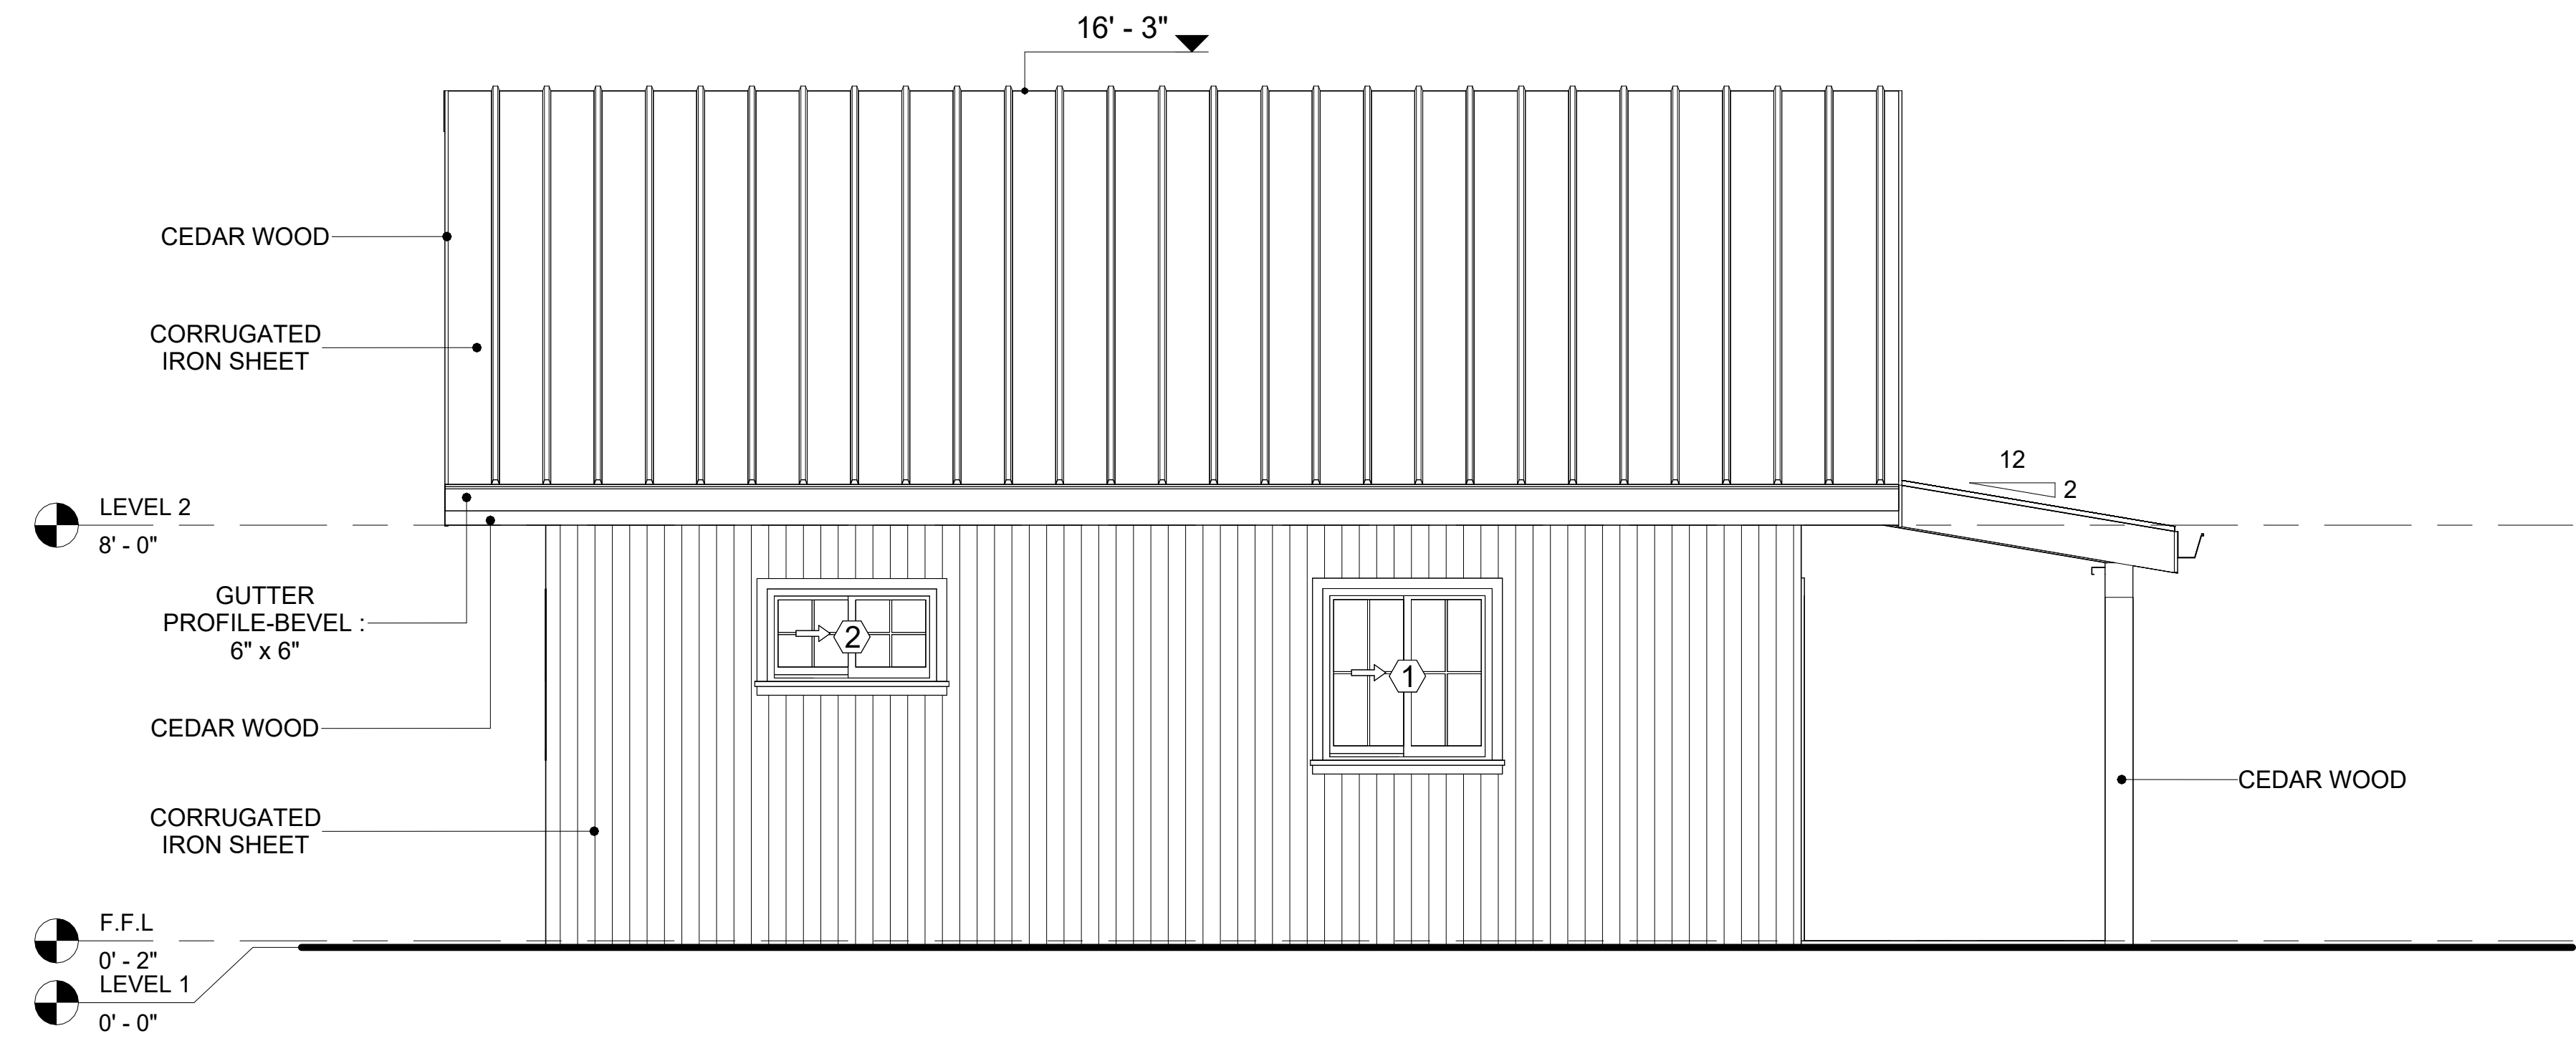 16' - 3"
CEDAR WOOD
CORRUGATED
IRON SHEET
12
2
LEVEL 2
8' - 0"
GUTTER
PROFILE-BEVEL :
6" x 6"
2
1
CEDAR WOOD
CEDAR WOOD
CORRUGATED
IRON SHEET
F.F.L
0' - 2"
LEVEL 1
0' - 0"